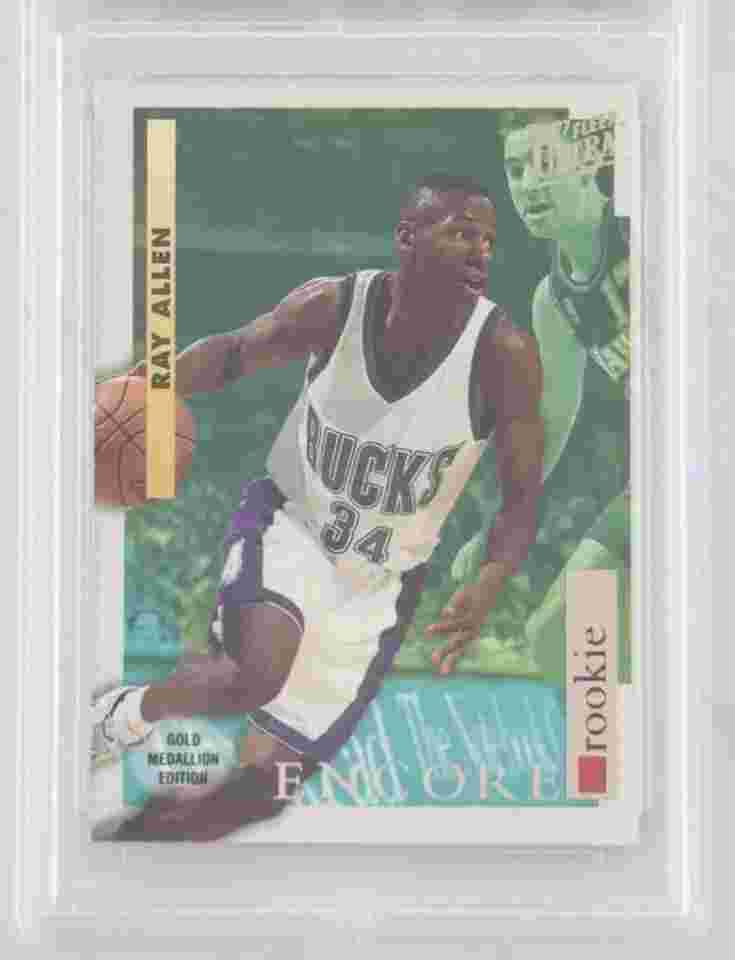 RAY ALLEN
BUCKS
34
rookie
GOLD
MEDALLION
EDITION
ENCORE